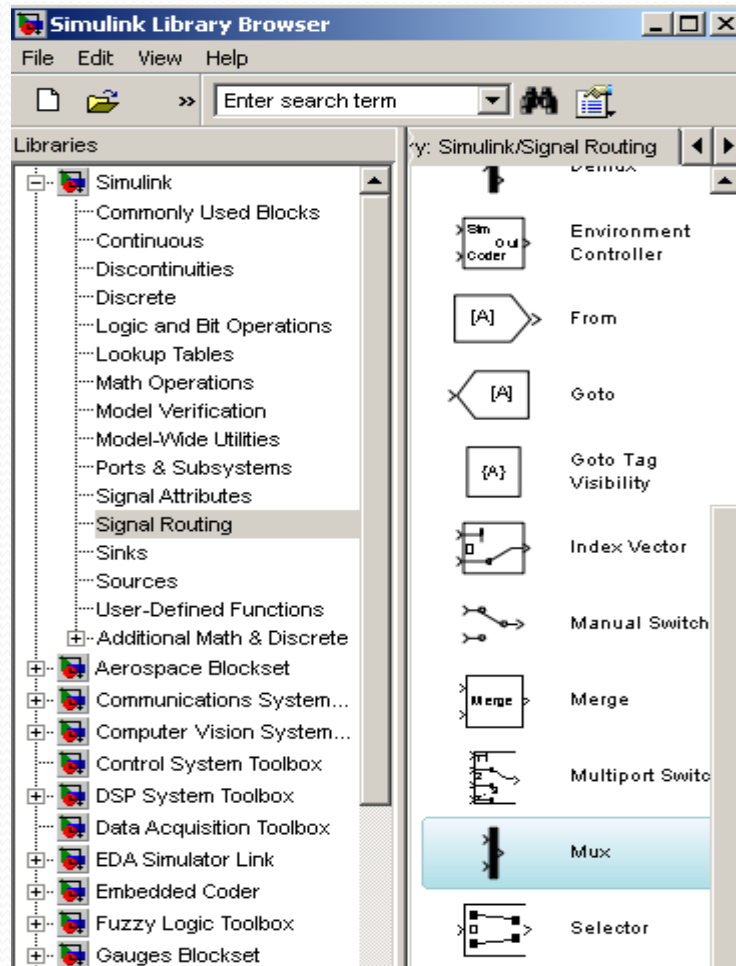 Simulink Library Browser
File Edit View Help
» Enter search term
Libraries
'y: Simulink/Signal Routing
Simulink
Commonly Used Blocks
Continuous
Discontinuities
Discrete
Logic and Bit Operations
Lookup Tables
Math Operations
Model Verification
Model-Wide Utilities
Ports & Subsystems
Signal Attributes
Signal Routing
Sinks
Sources
User-Defined Functions
Additional Math & Discrete
Aerospace Blockset
Communications System...
Computer Vision System...
Control System Toolbox
DSP System Toolbox
Data Acquisition Toolbox
EDA Simulator Link
Embedded Coder
Fuzzy Logic Toolbox
Gauges Blockset
Demux
Sim
Out
Coder
Environment
Controller
[A]
From
[A]
Goto
{A}
Goto Tag
Visibility
Index Vector
Manual Switch
Merge
Merge
Multiport Switc
Mux
Selector